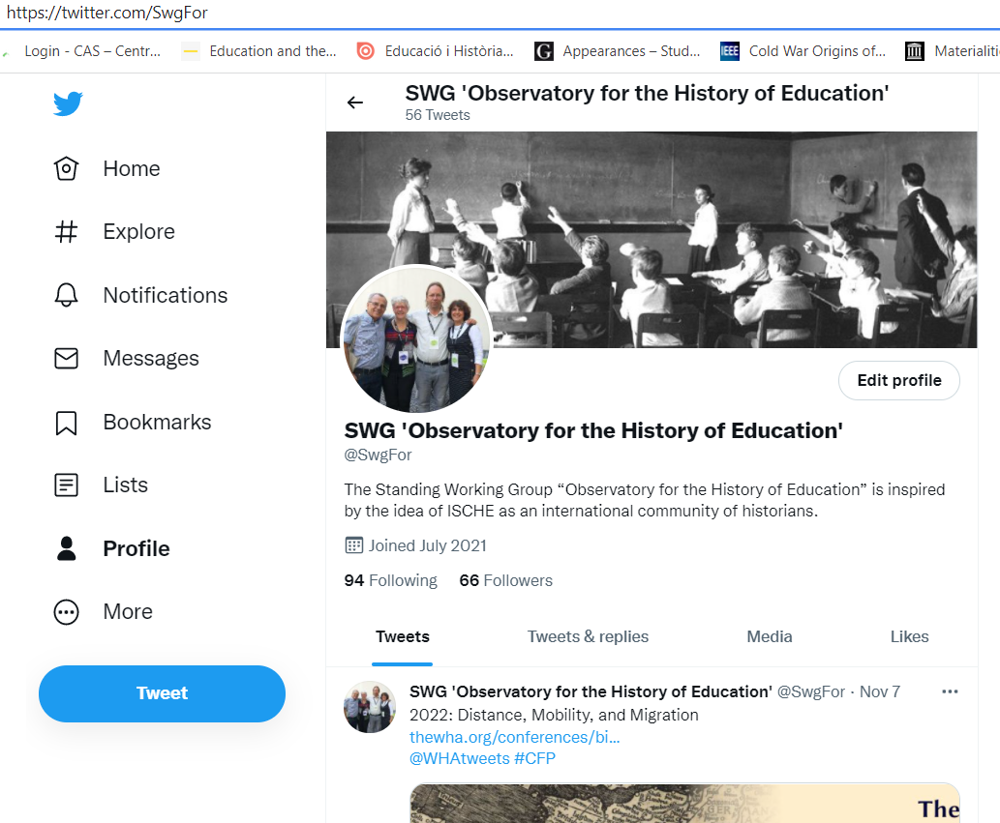 https://twitter.com/SwgFor
Login - CAS – Centr...
Education and the...
Educació i Història...
G
Appearances – Stud...
IEEE
Cold War Origins of...
Materialiti
SWG 'Observatory for the History of Education'
56 Tweets
Home
Explore
Notifications
Messages
Bookmarks
Lists
Profile
More
Tweet
Edit profile
SWG 'Observatory for the History of Education'
@SwgFor
The Standing Working Group “Observatory for the History of Education” is inspired
by the idea of ISCHE as an international community of historians.
Joined July 2021
94 Following 66 Followers
Tweets
Tweets & replies
Media
Likes
SWG 'Observatory for the History of Education' @SwgFor · Nov 7
2022: Distance, Mobility, and Migration
thewha.org/conferences/bi...
@WHAtweets #CFP
The